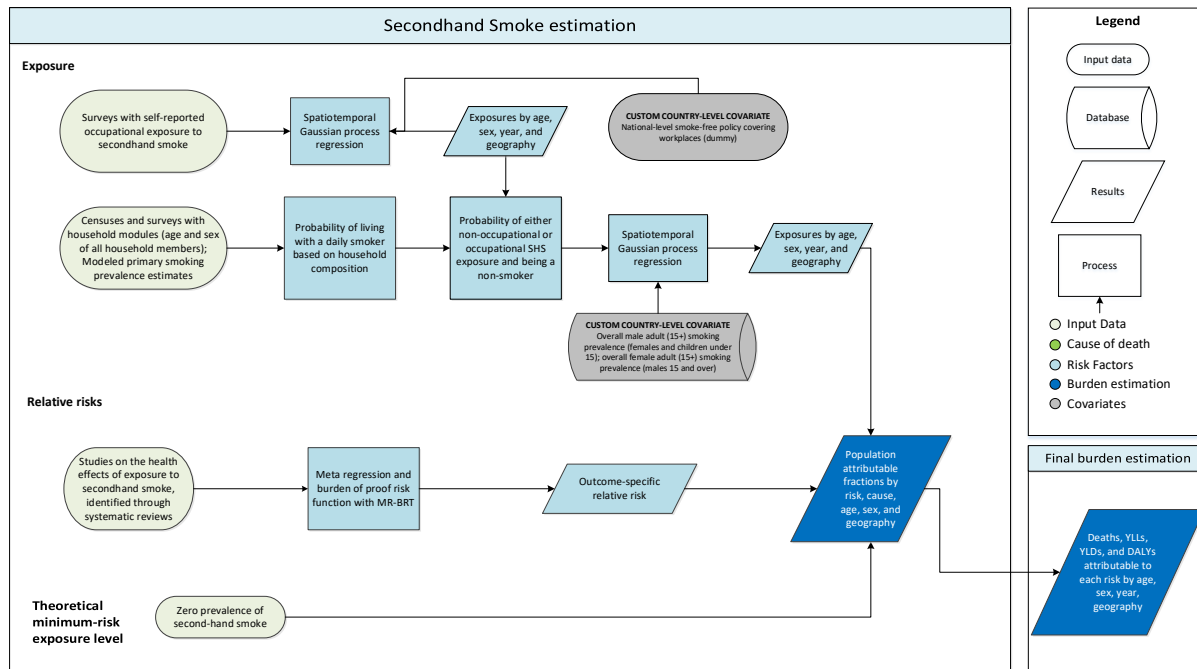 Secondhand Smoke estimation
Exposure
Surveys with self-reported
occupational exposure to
secondhand smoke
Spatiotemporal
Gaussian process
regression
Exposures by age,
sex, year, and
geography
CUSTOM COUNTRY-LEVEL COVARIATE
National-level smoke-free policy covering
workplaces (dummy)
Censuses and surveys with
household modules (age and sex
of all household members);
Modeled primary smoking
prevalence estimates
Probability of living
with a daily smoker
based on household
composition
Probability of either
non-occupational or
occupational SHS
exposure and being a
non-smoker
Spatiotemporal
Gaussian process
regression
Exposures by age,
sex, year, and
geography
CUSTOM COUNTRY-LEVEL COVARIATE
Overall male adult (15+) smoking
prevalence (females and children under
15); overall female adult (15+) smoking
prevalence (males 15 and over)
Relative risks
Studies on the health
effects of exposure to
secondhand smoke,
identified through
systematic reviews
Meta regression and
burden of proof risk
function with MR-BRT
Outcome-specific
relative risk
Population
attributable
fractions by
risk, cause,
age, sex, and
geography
Theoretical
minimum-risk
exposure level
Zero prevalence of
second-hand smoke
Legend
Input data
Database
Results
Process
Input Data
Cause of death
Risk Factors
Burden estimation
Covariates
Final burden estimation
Deaths, YLLs,
YLDs, and DALYs
attributable to
each risk by age,
sex, year,
geography